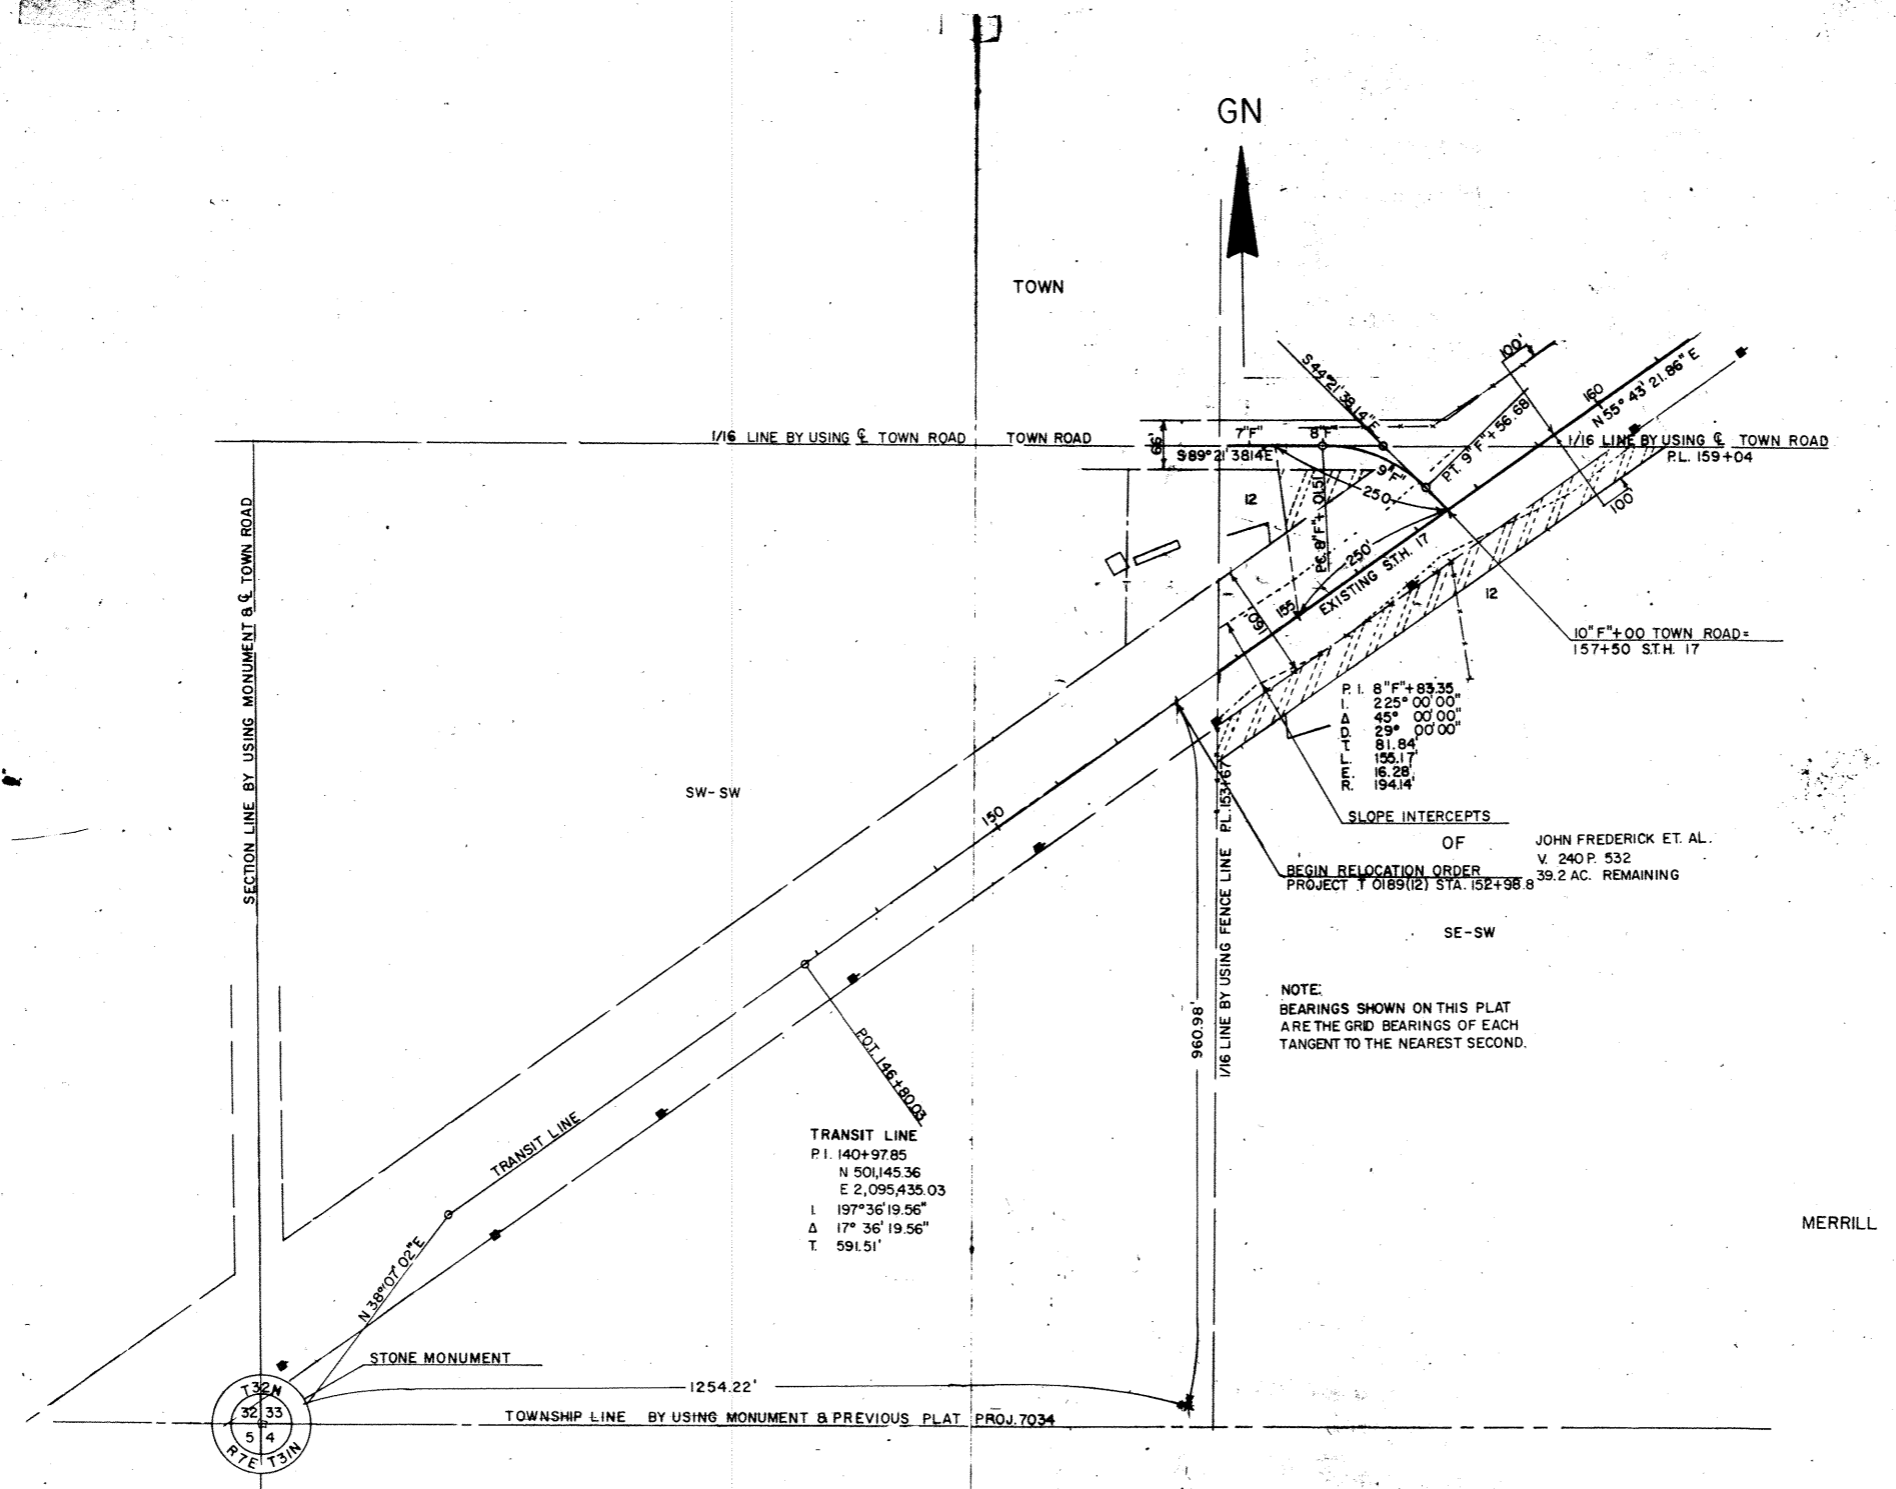 GN
TOWN
1/16 LINE BY USING ℄ TOWN ROAD
TOWN ROAD
66'
7"F"
8"F"
S89°21'38.14"E
S44°21'38.14"E
9"F"
250'
P.C. 8"F"+01.51
P.T. 9"F"+56.68
100'
160
N 55° 43' 21.86" E
1/16 LINE BY USING ℄ TOWN ROAD
P.L. 159+04
100'
12
250'
EXISTING S.T.H. 17
155
160'
12
10"F"+00 TOWN ROAD=
157+50 S.T.H. 17
P.I. 8"F"+83.35
I. 225° 00'00"
Δ 45° 00'00"
D. 29° 00'00"
T. 81.84'
L. 155.17'
E. 16.28'
R. 194.14'
SLOPE INTERCEPTS
OF
JOHN FREDERICK ET. AL.
V. 240 P. 532
39.2 AC. REMAINING
BEGIN RELOCATION ORDER
PROJECT T 0189(12) STA. 152+98.8
SE-SW
NOTE:
BEARINGS SHOWN ON THIS PLAT
ARE THE GRID BEARINGS OF EACH
TANGENT TO THE NEAREST SECOND.
SECTION LINE BY USING MONUMENT & ℄ TOWN ROAD
SW-SW
150
1/16 LINE BY USING FENCE LINE P.L. 153+67
960.98'
P.O.T. 146+80.03
TRANSIT LINE
TRANSIT LINE
P.I. 140+97.85
N 501,145.36
E 2,095,435.03
I. 197°36'19.56"
Δ 17° 36' 19.56"
T. 591.51'
MERRILL
N 38°07'02"E
STONE MONUMENT
1254.22'
TOWNSHIP LINE BY USING MONUMENT & PREVIOUS PLAT PROJ. 7034
T32N
32 33
5 4
R7E T31N